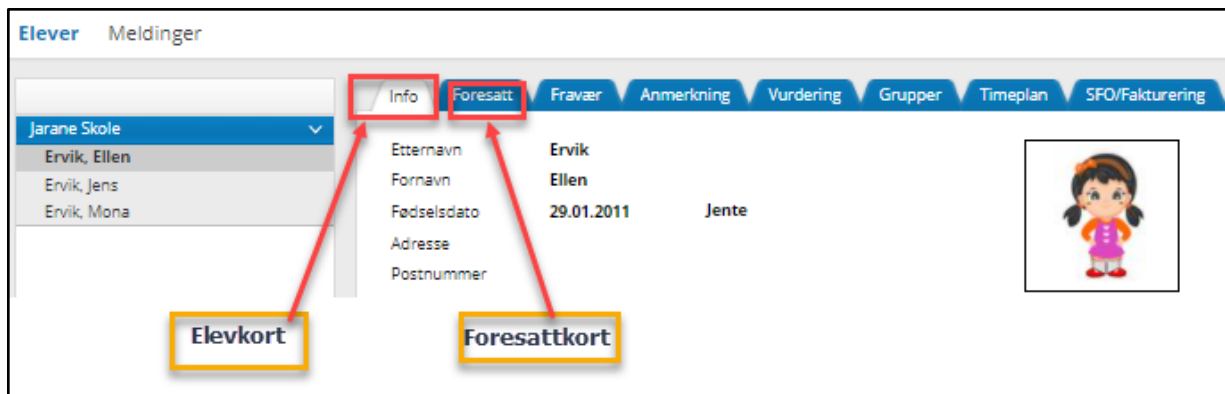 Elever Meldinger
Info Foresatt Fravær Anmerkning Vurdering Grupper Timeplan SFO/Fakturering
Jarane Skole
Ervik, Ellen
Ervik, Jens
Ervik, Mona
Etternavn Ervik
Fornavn Ellen
Fødselsdato 29.01.2011 Jente
Adresse
Postnummer
Elevkort Foresattkort